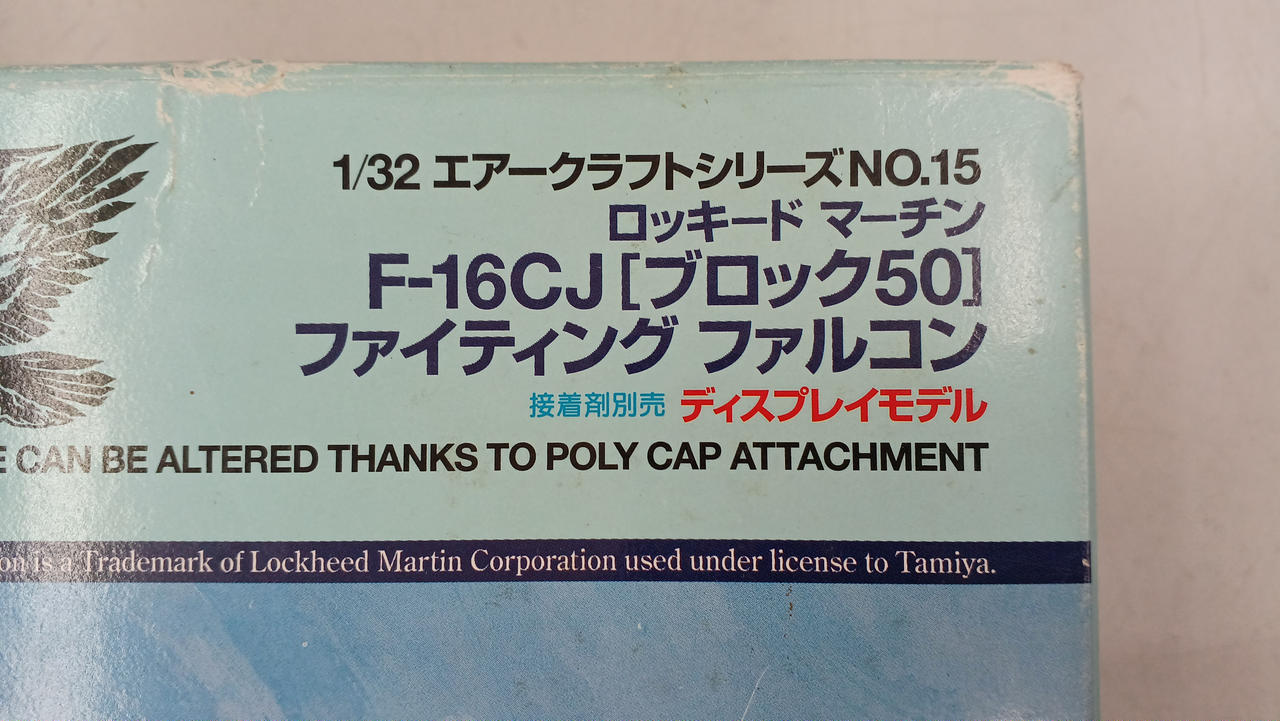 1/32 エアークラフトシリーズNO.15
ロッキード マーチン
F-16CJ [ブロック50]
ファイティング ファルコン
接着剤別売 ディスプレイモデル
CAN BE ALTERED THANKS TO POLY CAP ATTACHMENT
is a Trademark of Lockheed Martin Corporation used under license to Tamiya.